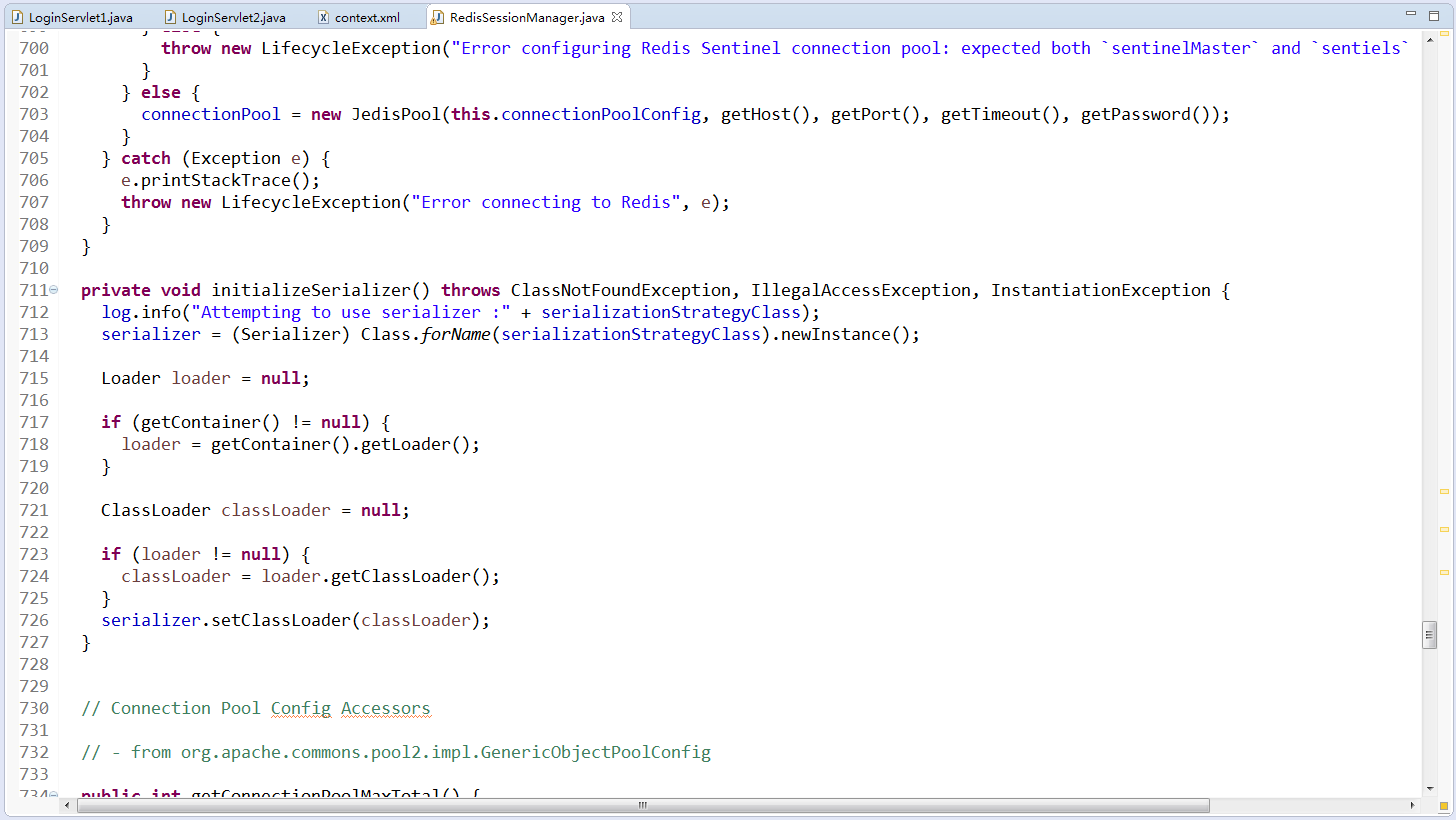 LoginServlet1.java LoginServlet2.java context.xml RedisSessionManager.java
700 throw new LifecycleException("Error configuring Redis Sentinel connection pool: expected both `sentinelMaster` and `sentiels`
701 }
702 } else {
703 connectionPool = new JedisPool(this.connectionPoolConfig, getHost(), getPort(), getTimeout(), getPassword());
704 }
705 } catch (Exception e) {
706 e.printStackTrace();
707 throw new LifecycleException("Error connecting to Redis", e);
708 }
709 }
710
711 private void initializeSerializer() throws ClassNotFoundException, IllegalAccessException, InstantiationException {
712 log.info("Attempting to use serializer :" + serializationStrategyClass);
713 serializer = (Serializer) Class.forName(serializationStrategyClass).newInstance();
714
715 Loader loader = null;
716
717 if (getContainer() != null) {
718 loader = getContainer().getLoader();
719 }
720
721 ClassLoader classLoader = null;
722
723 if (loader != null) {
724 classLoader = loader.getClassLoader();
725 }
726 serializer.setClassLoader(classLoader);
727 }
728
729
730 // Connection Pool Config Accessors
731
732 // - from org.apache.commons.pool2.impl.GenericObjectPoolConfig
733
734 public int getConnectionPoolMaxTotal() {